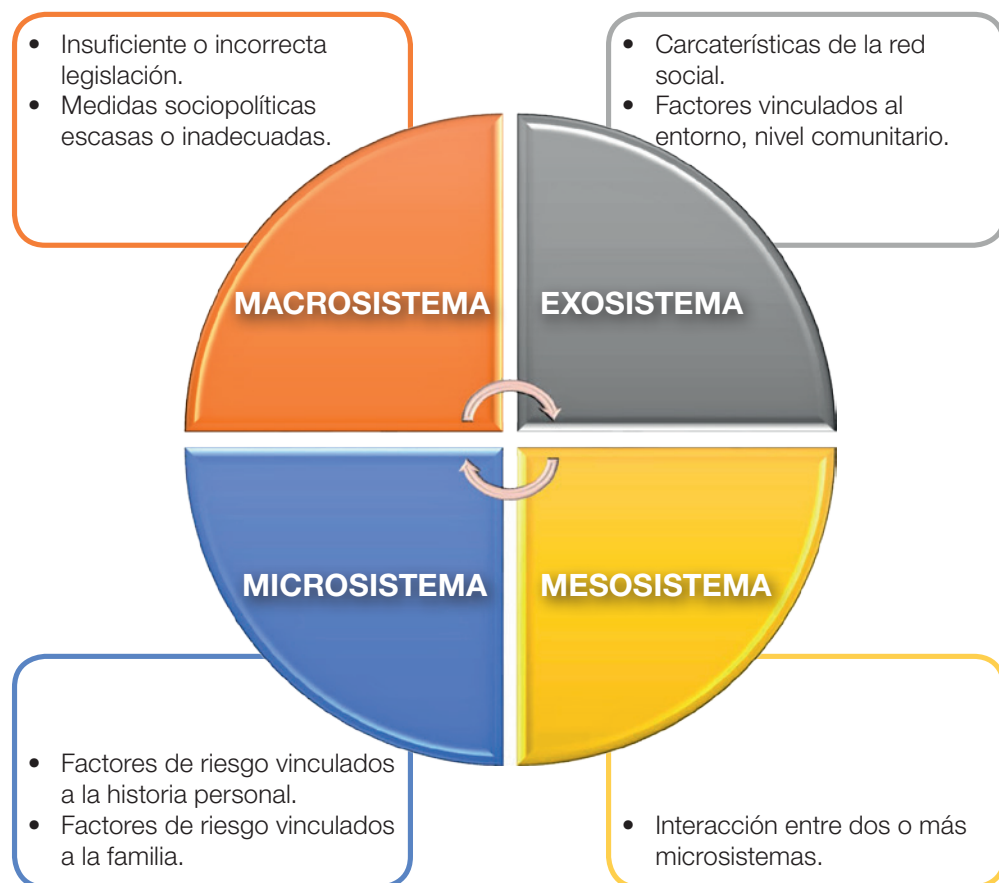 • Insuficiente o incorrecta
legislación.
• Medidas sociopolíticas
escasas o inadecuadas.
• Carcaterísticas de la red
social.
• Factores vinculados al
entorno, nivel comunitario.
MACROSISTEMA
EXOSISTEMA
MICROSISTEMA
MESOSISTEMA
• Factores de riesgo vinculados
a la historia personal.
• Factores de riesgo vinculados
a la familia.
• Interacción entre dos o más
microsistemas.